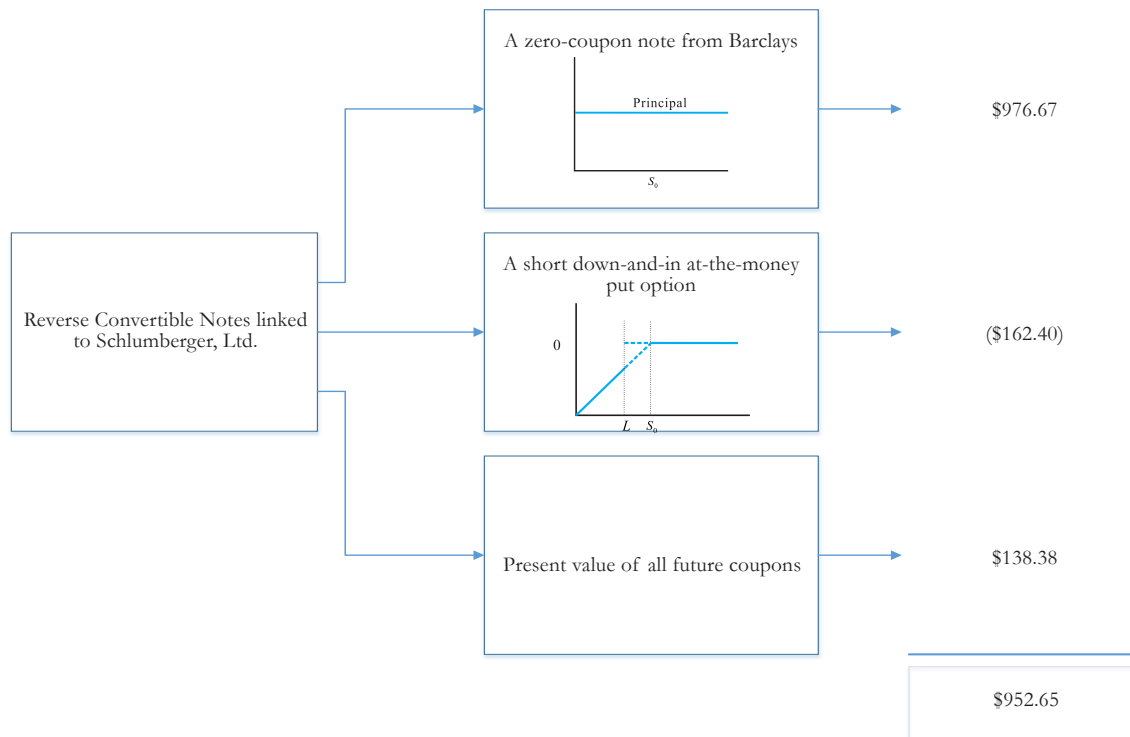 A zero-coupon note from Barclays
Principal
S₀
$976.67
Reverse Convertible Notes linked
to Schlumberger, Ltd.
A short down-and-in at-the-money
put option
0
L S₀
($162.40)
Present value of all future coupons
$138.38
$952.65